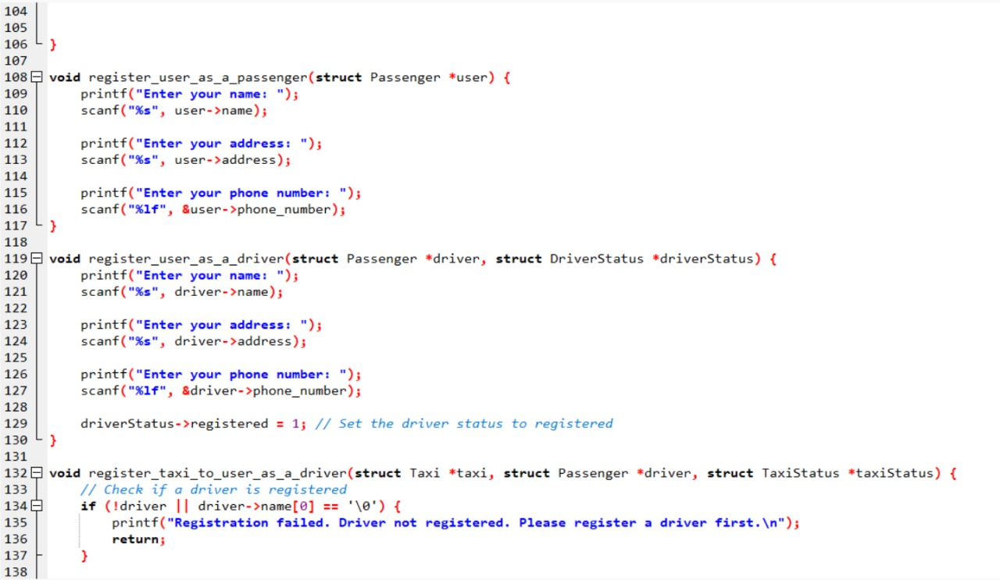 104
105
106 }
107
108 void register_user_as_a_passenger(struct Passenger *user) {
109     printf("Enter your name: ");
110     scanf("%s", user->name);
111
112     printf("Enter your address: ");
113     scanf("%s", user->address);
114
115     printf("Enter your phone number: ");
116     scanf("%lf", &user->phone_number);
117 }
118
119 void register_user_as_a_driver(struct Passenger *driver, struct DriverStatus *driverStatus) {
120     printf("Enter your name: ");
121     scanf("%s", driver->name);
122
123     printf("Enter your address: ");
124     scanf("%s", driver->address);
125
126     printf("Enter your phone number: ");
127     scanf("%lf", &driver->phone_number);
128
129     driverStatus->registered = 1; // Set the driver status to registered
130 }
131
132 void register_taxi_to_user_as_a_driver(struct Taxi *taxi, struct Passenger *driver, struct TaxiStatus *taxiStatus) {
133     // Check if a driver is registered
134     if (!driver || driver->name[0] == '\0') {
135         printf("Registration failed. Driver not registered. Please register a driver first.\n");
136         return;
137     }
138